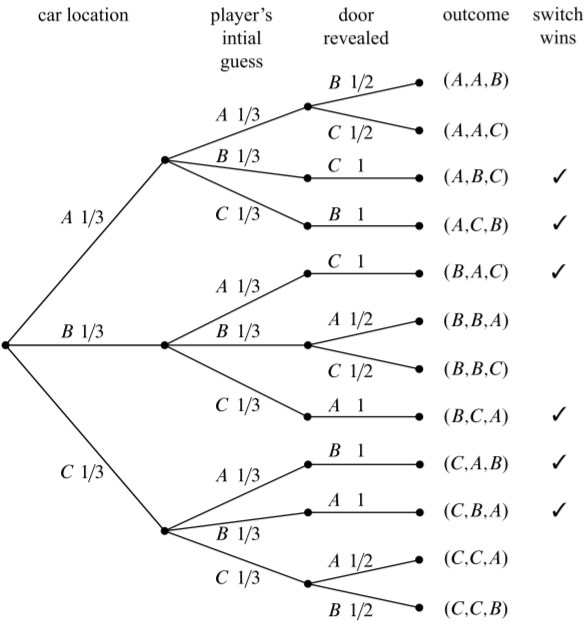 car location player's door outcome switch
intial revealed wins
guess
B 1/2 (A,A,B)
A 1/3
C 1/2 (A,A,C)
B 1/3 C 1 (A,B,C) ✓
A 1/3 C 1/3 B 1 (A,C,B) ✓
C 1 (B,A,C) ✓
A 1/3
B 1/3 B 1/3 A 1/2 (B,B,A)
C 1/2 (B,B,C)
C 1/3 A 1 (B,C,A) ✓
B 1 (C,A,B) ✓
C 1/3 A 1/3
A 1 (C,B,A) ✓
B 1/3
C 1/3 A 1/2 (C,C,A)
B 1/2 (C,C,B)